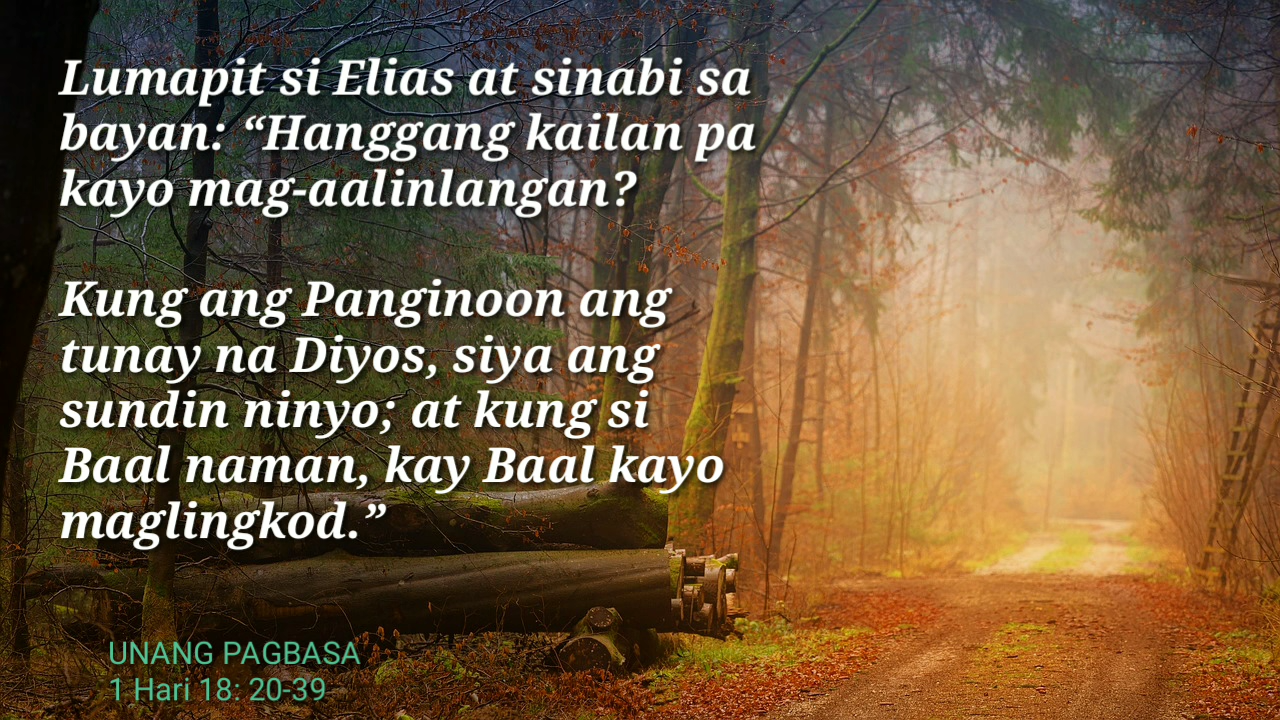 Lumapit si Elias at sinabi sa
bayan: “Hanggang kailan pa
kayo mag-aalinlangan?
Kung ang Panginoon ang
tunay na Diyos, siya ang
sundin ninyo; at kung si
Baal naman, kay Baal kayo
maglingkod.”
UNANG PAGBASA
1 Hari 18: 20-39